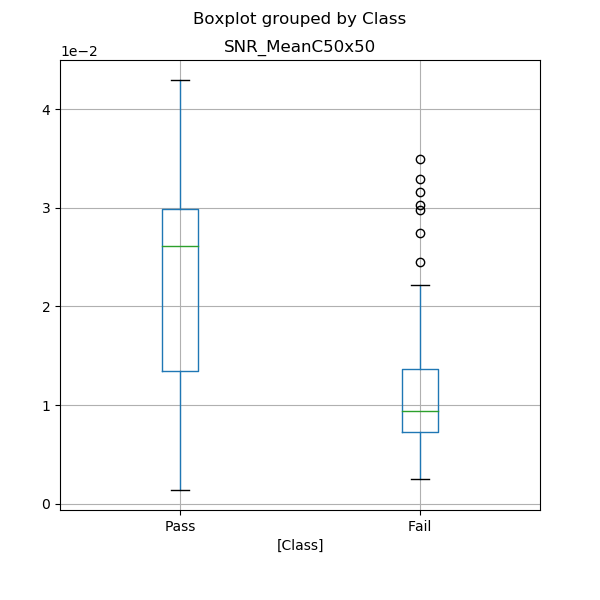 Boxplot grouped by Class
SNR_MeanC50x50
1e−2
4
3
2
1
0
Pass Fail
[Class]